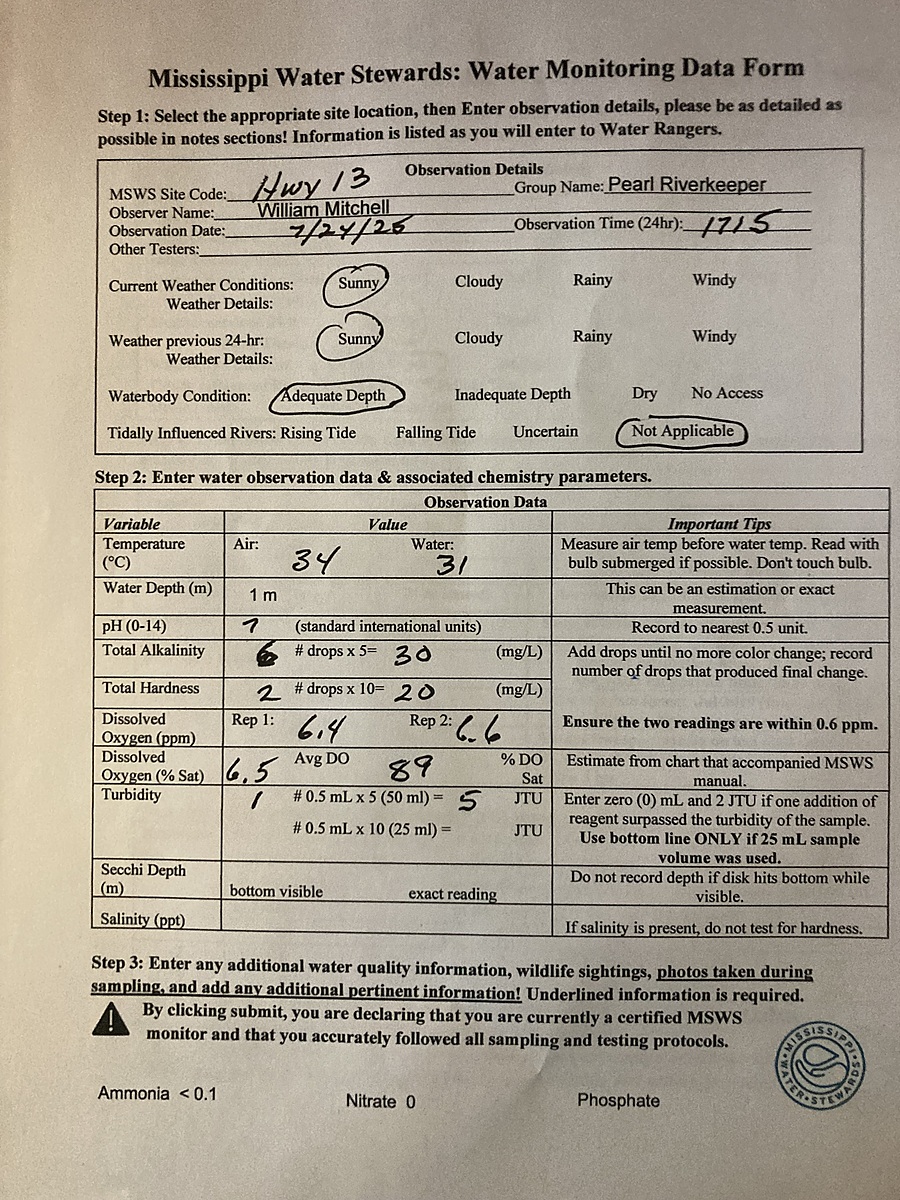 Mississippi Water Stewards: Water Monitoring Data Form
Step 1: Select the appropriate site location, then Enter observation details, please be as detailed as
possible in notes sections! Information is listed as you will enter to Water Rangers.
Observation Details
MSWS Site Code: Hwy 13 Group Name: Pearl Riverkeeper
Observer Name: William Mitchell
Observation Date: 7/24/25 Observation Time (24hr): 1715
Other Testers:
Current Weather Conditions: Sunny Cloudy Rainy Windy
Weather Details:
Weather previous 24-hr: Sunny Cloudy Rainy Windy
Weather Details:
Waterbody Condition: Adequate Depth Inadequate Depth Dry No Access
Tidally Influenced Rivers: Rising Tide Falling Tide Uncertain Not Applicable
Step 2: Enter water observation data & associated chemistry parameters.
Observation Data
Variable Value Important Tips
Temperature (°C) Air: 34 Water: 31 Measure air temp before water temp. Read with
bulb submerged if possible. Don't touch bulb.
Water Depth (m) 1 m This can be an estimation or exact
measurement.
pH (0-14) 7 (standard international units) Record to nearest 0.5 unit.
Total Alkalinity 6 # drops x 5= 30 (mg/L) Add drops until no more color change; record
number of drops that produced final change.
Total Hardness 2 # drops x 10= 20 (mg/L)
Dissolved Oxygen (ppm) Rep 1: 6.4 Rep 2: 6.6 Ensure the two readings are within 0.6 ppm.
Dissolved Oxygen (% Sat) 6.5 Avg DO 89 % DO Sat Estimate from chart that accompanied MSWS
manual.
Turbidity 1 # 0.5 mL x 5 (50 ml) = 5 JTU Enter zero (0) mL and 2 JTU if one addition of
reagent surpassed the turbidity of the sample.
# 0.5 mL x 10 (25 ml) = JTU Use bottom line ONLY if 25 mL sample
volume was used.
Secchi Depth (m) bottom visible exact reading Do not record depth if disk hits bottom while
visible.
Salinity (ppt) If salinity is present, do not test for hardness.
Step 3: Enter any additional water quality information, wildlife sightings, photos taken during
sampling, and add any additional pertinent information! Underlined information is required.
By clicking submit, you are declaring that you are currently a certified MSWS
monitor and that you accurately followed all sampling and testing protocols.
MISSISSIPPI WATER STEWARDS
Ammonia < 0.1 Nitrate 0 Phosphate